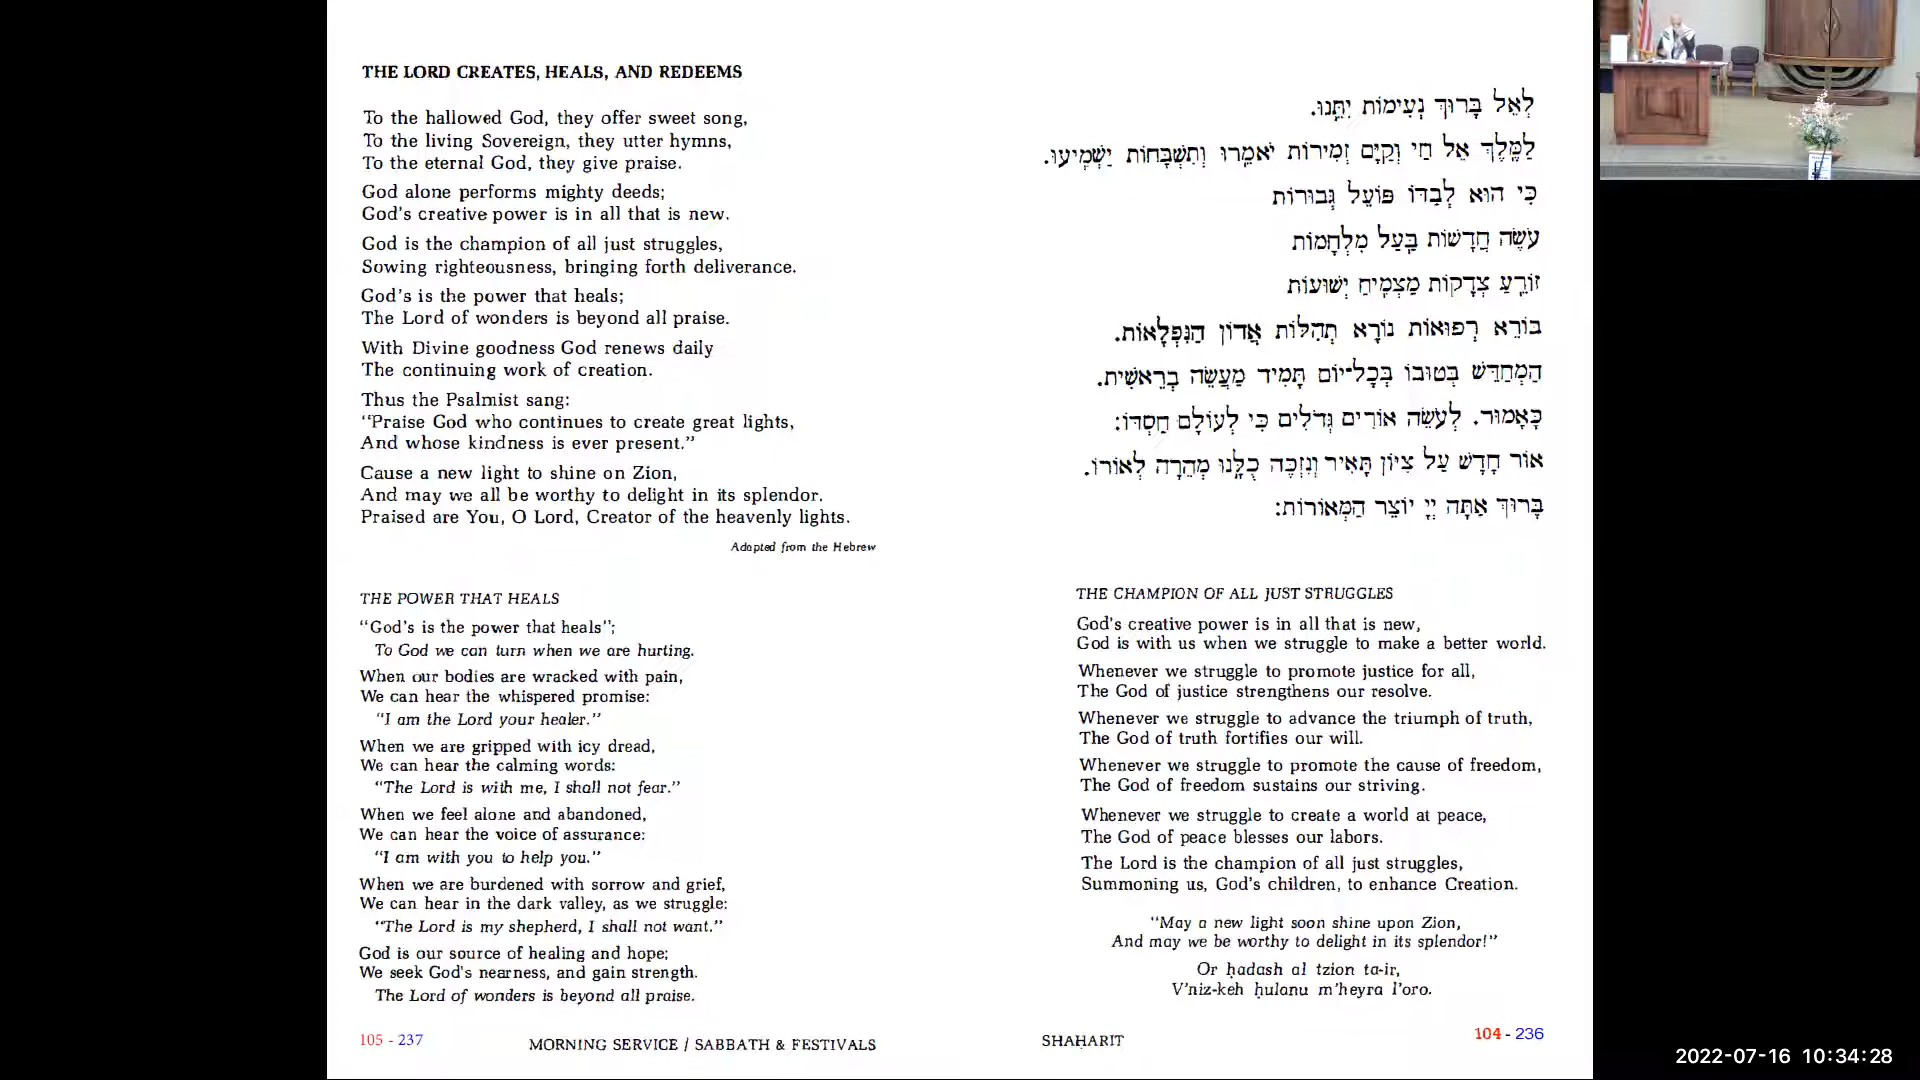 THE LORD CREATES, HEALS, AND REDEEMS
To the hallowed God, they offer sweet song,
To the living Sovereign, they utter hymns,
To the eternal God, they give praise.
God alone performs mighty deeds;
God's creative power is in all that is new.
God is the champion of all just struggles,
Sowing righteousness, bringing forth deliverance.
God's is the power that heals;
The Lord of wonders is beyond all praise.
With Divine goodness God renews daily
The continuing work of creation.
Thus the Psalmist sang:
"Praise God who continues to create great lights,
And whose kindness is ever present."
Cause a new light to shine on Zion,
And may we all be worthy to delight in its splendor.
Praised are You, O Lord, Creator of the heavenly lights.
Adapted from the Hebrew
THE POWER THAT HEALS
"God's is the power that heals";
To God we can turn when we are hurting.
When our bodies are wracked with pain,
We can hear the whispered promise:
"I am the Lord your healer."
When we are gripped with icy dread,
We can hear the calming words:
"The Lord is with me, I shall not fear."
When we feel alone and abandoned,
We can hear the voice of assurance:
"I am with you to help you."
When we are burdened with sorrow and grief,
We can hear in the dark valley, as we struggle:
"The Lord is my shepherd, I shall not want."
God is our source of healing and hope;
We seek God's nearness, and gain strength.
The Lord of wonders is beyond all praise.
105 - 237
MORNING SERVICE / SABBATH & FESTIVALS
לְאֵל בָּרוּךְ נְעִימוֹת יִתֵּנוּ.
לַמֶּלֶךְ אֵל חַי וְקַיָּם זְמִירוֹת יֹאמֵרוּ וְתִשְׁבָּחוֹת יַשְׁמִיעוּ.
כִּי הוּא לְבַדּוֹ פּוֹעֵל גְּבוּרוֹת
עֹשֶׂה חֲדָשׁוֹת בַּעַל מִלְחָמוֹת
זוֹרֵעַ צְדָקוֹת מַצְמִיחַ יְשׁוּעוֹת
בּוֹרֵא רְפוּאוֹת נוֹרָא תְהִלּוֹת אֲדוֹן הַנִּפְלָאוֹת.
הַמְחַדֵּשׁ בְּטוּבוֹ בְּכָל־יוֹם תָּמִיד מַעֲשֵׂה בְרֵאשִׁית.
כָּאָמוּר. לְעֹשֵׂה אוֹרִים גְּדֹלִים כִּי לְעוֹלָם חַסְדּוֹ:
אוֹר חָדָשׁ עַל צִיּוֹן תָּאִיר וְנִזְכֶּה כֻלָּנוּ מְהֵרָה לְאוֹרוֹ.
בָּרוּךְ אַתָּה יְיָ יוֹצֵר הַמְּאוֹרוֹת:
THE CHAMPION OF ALL JUST STRUGGLES
God's creative power is in all that is new,
God is with us when we struggle to make a better world.
Whenever we struggle to promote justice for all,
The God of justice strengthens our resolve.
Whenever we struggle to advance the triumph of truth,
The God of truth fortifies our will.
Whenever we struggle to promote the cause of freedom,
The God of freedom sustains our striving.
Whenever we struggle to create a world at peace,
The God of peace blesses our labors.
The Lord is the champion of all just struggles,
Summoning us, God's children, to enhance Creation.
"May a new light soon shine upon Zion,
And may we be worthy to delight in its splendor!"
Or ḥadash al tzion ta-ir,
V'niz-keh ḥulanu m'heyra l'oro.
SHAḤARIT
104 - 236
2022-07-16 10:34:28